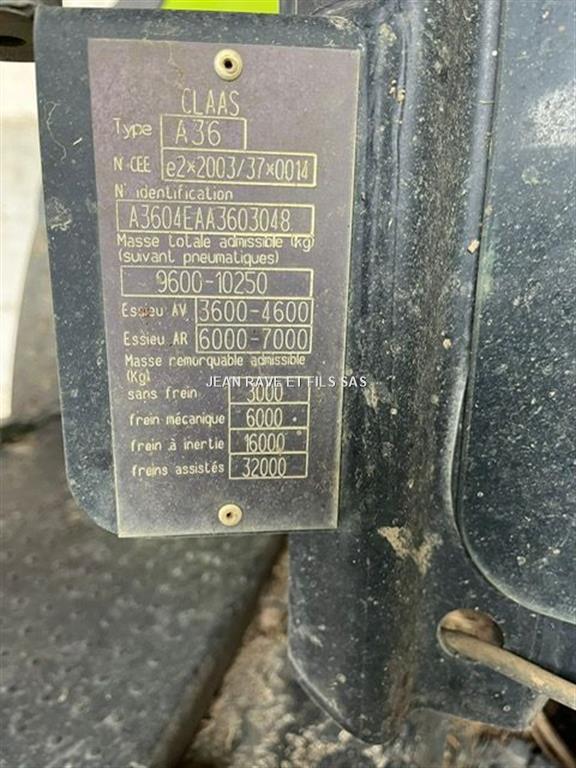 CLAAS
Type A36
N CEE e2*2003/37*0014
N° identification
A3604EAA3603048
Masse totale admissible (kg)
(suivant pneumatiques)
9600-10250
Essieu AV 3600-4600
Essieu AR 6000-7000
Masse remorquable admissible
(Kg)
JEAN RAVE ET FILS SAS
sans frein 3000
frein mécanique 6000
frein à inertie 16000
freins assistés 32000